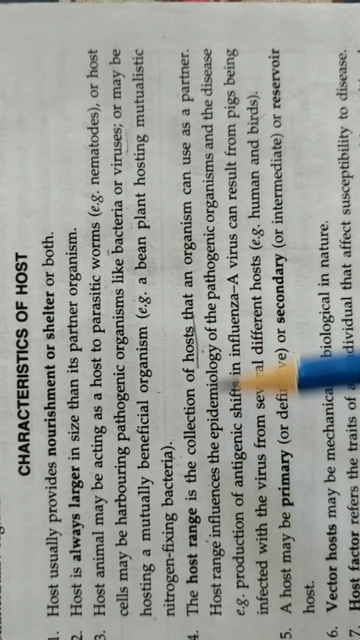 CHARACTERISTICS OF HOST
1. Host usually provides nourishment or shelter or both.
2. Host is always larger in size than its partner organism.
3. Host animal may be acting as a host to parasitic worms (e.g. nematodes), or host
cells may be harbouring pathogenic organisms like bacteria or viruses; or may be
hosting a mutually beneficial organism (e.g. a bean plant hosting mutualistic
nitrogen-fixing bacteria).
4. The host range is the collection of hosts that an organism can use as a partner.
Host range influences the epidemiology of the pathogenic organisms and the disease
e.g. production of antigenic shifts in influenza–A virus can result from pigs being
infected with the virus from several different hosts (e.g. human and birds).
5. A host may be primary (or definitive) or secondary (or intermediate) or reservoir
host.
6. Vector hosts may be mechanical biological in nature.
Host factor refers the traits of individual that affect susceptibility to disease.